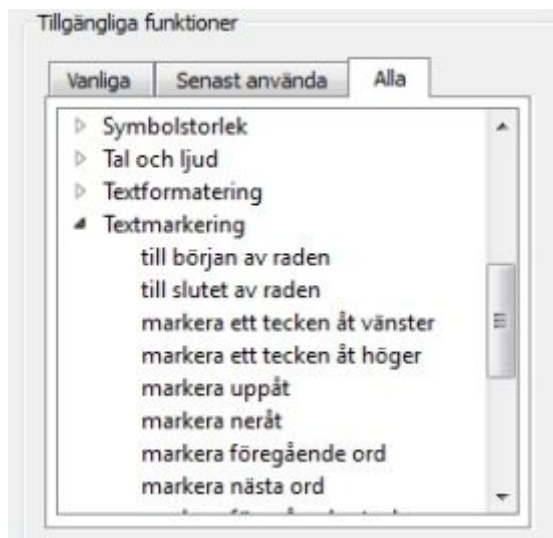 Tillgängliga funktioner
Vanliga Senast använda Alla
Symbolstorlek
Tal och ljud
Textformatering
Textmarkering
till början av raden
till slutet av raden
markera ett tecken åt vänster
markera ett tecken åt höger
markera uppåt
markera neråt
markera föregående ord
markera nästa ord